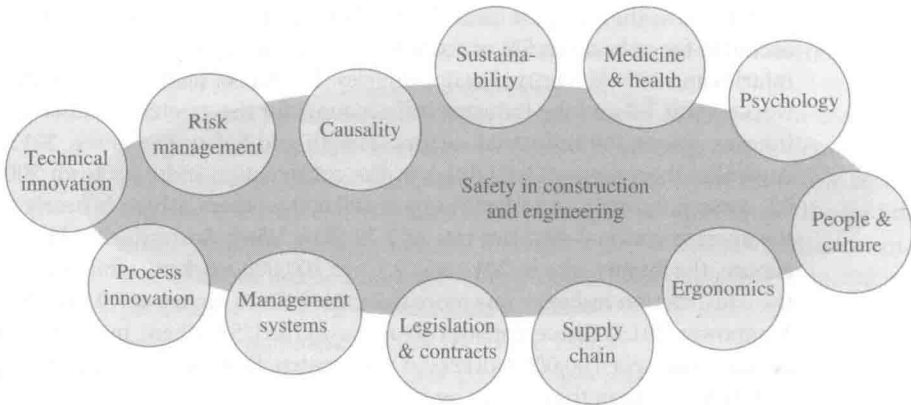 Sustaina-
bility
Medicine
& health
Psychology
Risk
management
Causality
Technical
innovation
Safety in construction
and engineering
People &
culture
Process
innovation
Management
systems
Legislation
& contracts
Supply
chain
Ergonomics